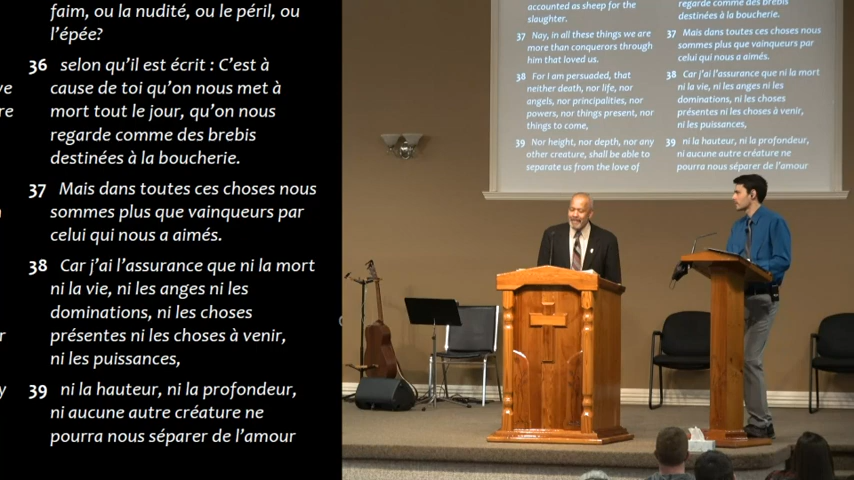 faim, ou la nudité, ou le péril, ou
l'épée?
36 selon qu'il est écrit : C'est à
cause de toi qu'on nous met à
mort tout le jour, qu'on nous
regarde comme des brebis
destinées à la boucherie.
37 Mais dans toutes ces choses nous
sommes plus que vainqueurs par
celui qui nous a aimés.
38 Car j'ai l'assurance que ni la mort
ni la vie, ni les anges ni les
dominations, ni les choses
présentes ni les choses à venir,
ni les puissances,
39 ni la hauteur, ni la profondeur,
ni aucune autre créature ne
pourra nous séparer de l'amour
accounted as sheep for the
slaughter.
37 Nay, in all these things we are
more than conquerors through
him that loved us.
38 For I am persuaded, that
neither death, nor life, nor
angels, nor principalities, nor
powers, nor things present, nor
things to come,
39 Nor height, nor depth, nor any
other creature, shall be able to
separate us from the love of
regarde comme des brebis
destinées à la boucherie.
37 Mais dans toutes ces choses nous
sommes plus que vainqueurs par
celui qui nous a aimés.
38 Car j'ai l'assurance que ni la mort
ni la vie, ni les anges ni les
dominations, ni les choses
présentes ni les choses à venir,
ni les puissances,
39 ni la hauteur, ni la profondeur,
ni aucune autre créature ne
pourra nous séparer de l'amour